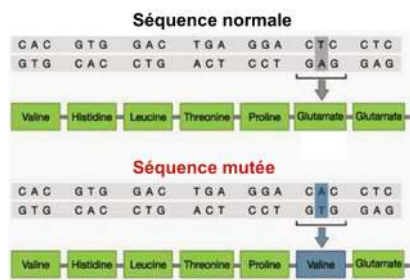 Séquence normale
CAC GTG GAC TGA GGA CTC CTC
GTG CAC CTG ACT CCT GAG GAG
Valine Histidine Leucine Threonine Proline Glutamate Glutamate
Séquence mutée
CAC GTG GAC TGA GGA CAC CTC
GTG CAC CTG ACT CCT GTG GAG
Valine Histidine Leucine Threonine Proline Valine Glutamate